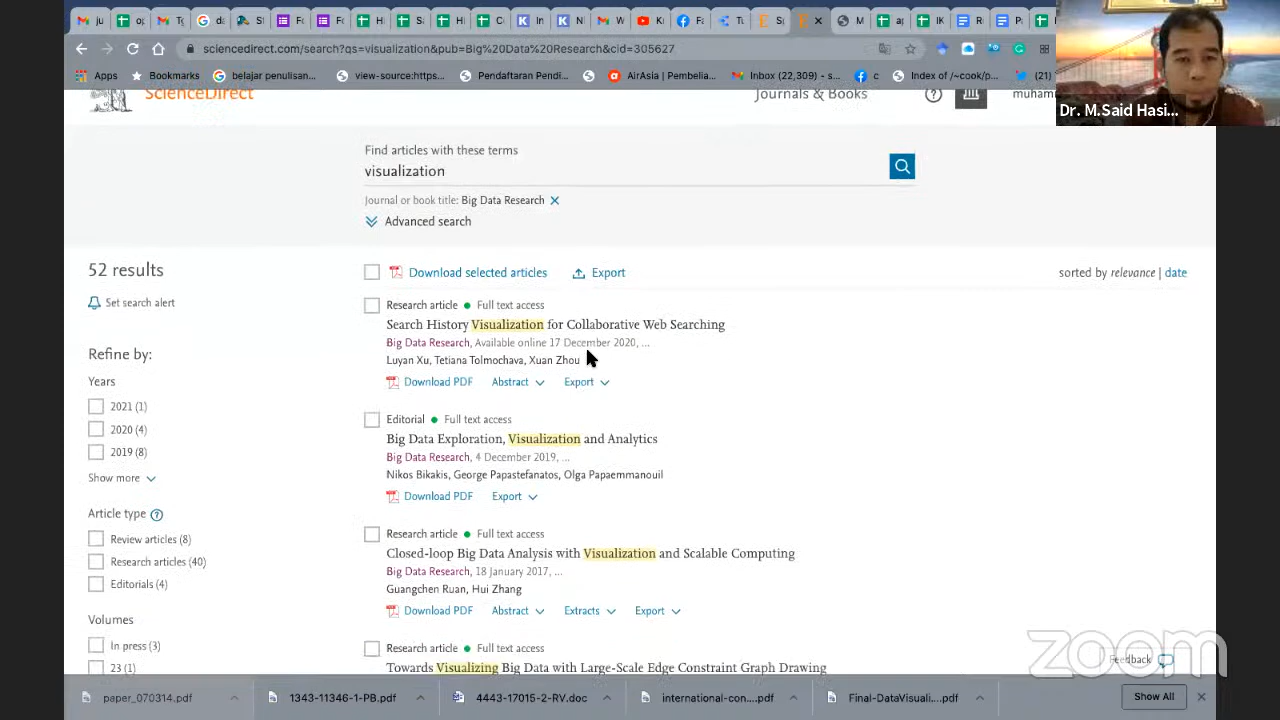 sciencedirect.com/search?qs=visualization&pub=Big%20Data%20Research&cid=305627
Apps
Bookmarks
belajar penulisan...
view-source:https...
Pendaftaran Pendi...
AirAsia | Pembelia...
Inbox (22,309) - s...
c
Index of /~cook/p...
(21)
Dr. M.Said Hasi...
ScienceDirect
Journals & Books
muham
Find articles with these terms
visualization
Journal or book title: Big Data Research
Advanced search
52 results
Set search alert
Refine by:
Years
2021 (1)
2020 (4)
2019 (8)
Show more
Article type
Review articles (8)
Research articles (40)
Editorials (4)
Volumes
In press (3)
23 (1)
Download selected articles
Export
sorted by relevance | date
Research article Full text access
Search History Visualization for Collaborative Web Searching
Big Data Research, Available online 17 December 2020, ...
Luyan Xu, Tetiana Tolmochava, Xuan Zhou
Download PDF Abstract Export
Editorial Full text access
Big Data Exploration, Visualization and Analytics
Big Data Research, 4 December 2019, ...
Nikos Bikakis, George Papastefanatos, Olga Papaemmanouil
Download PDF Export
Research article Full text access
Closed-loop Big Data Analysis with Visualization and Scalable Computing
Big Data Research, 18 January 2017, ...
Guangchen Ruan, Hui Zhang
Download PDF Abstract Extracts Export
Research article Full text access
Towards Visualizing Big Data with Large-Scale Edge Constraint Graph Drawing
zoom
Feedback
paper_070314.pdf
1343-11346-1-PB.pdf
4443-17015-2-RV.doc
international-con....pdf
Final-DataVisuali....pdf
Show All